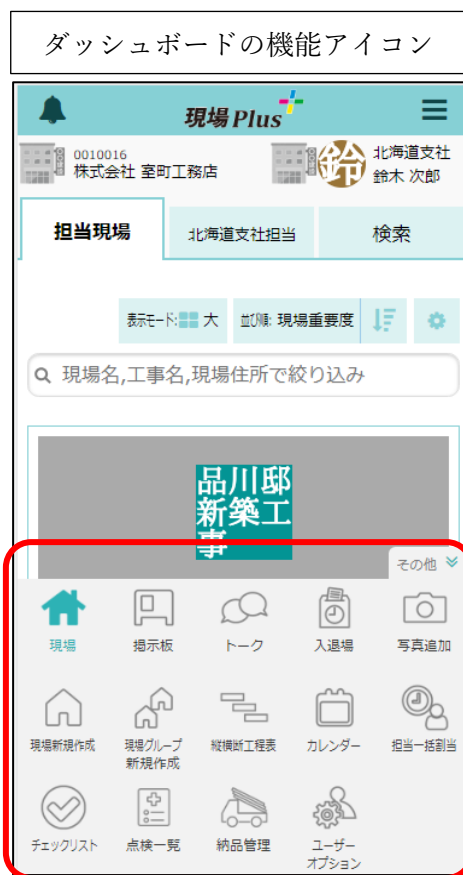 ダッシュボードの機能アイコン
現場Plus
0010016
株式会社 室町工務店
鈴
北海道支社
鈴木 次郎
担当現場
北海道支社担当
検索
表示モード: 大
並び順: 現場重要度
現場名,工事名,現場住所で絞り込み
品川邸
新築工
事
その他
現場
掲示板
トーク
入退場
写真追加
現場新規作成
現場グループ
新規作成
縦横断工程表
カレンダー
担当一括割当
チェックリスト
点検一覧
納品管理
ユーザー
オプション